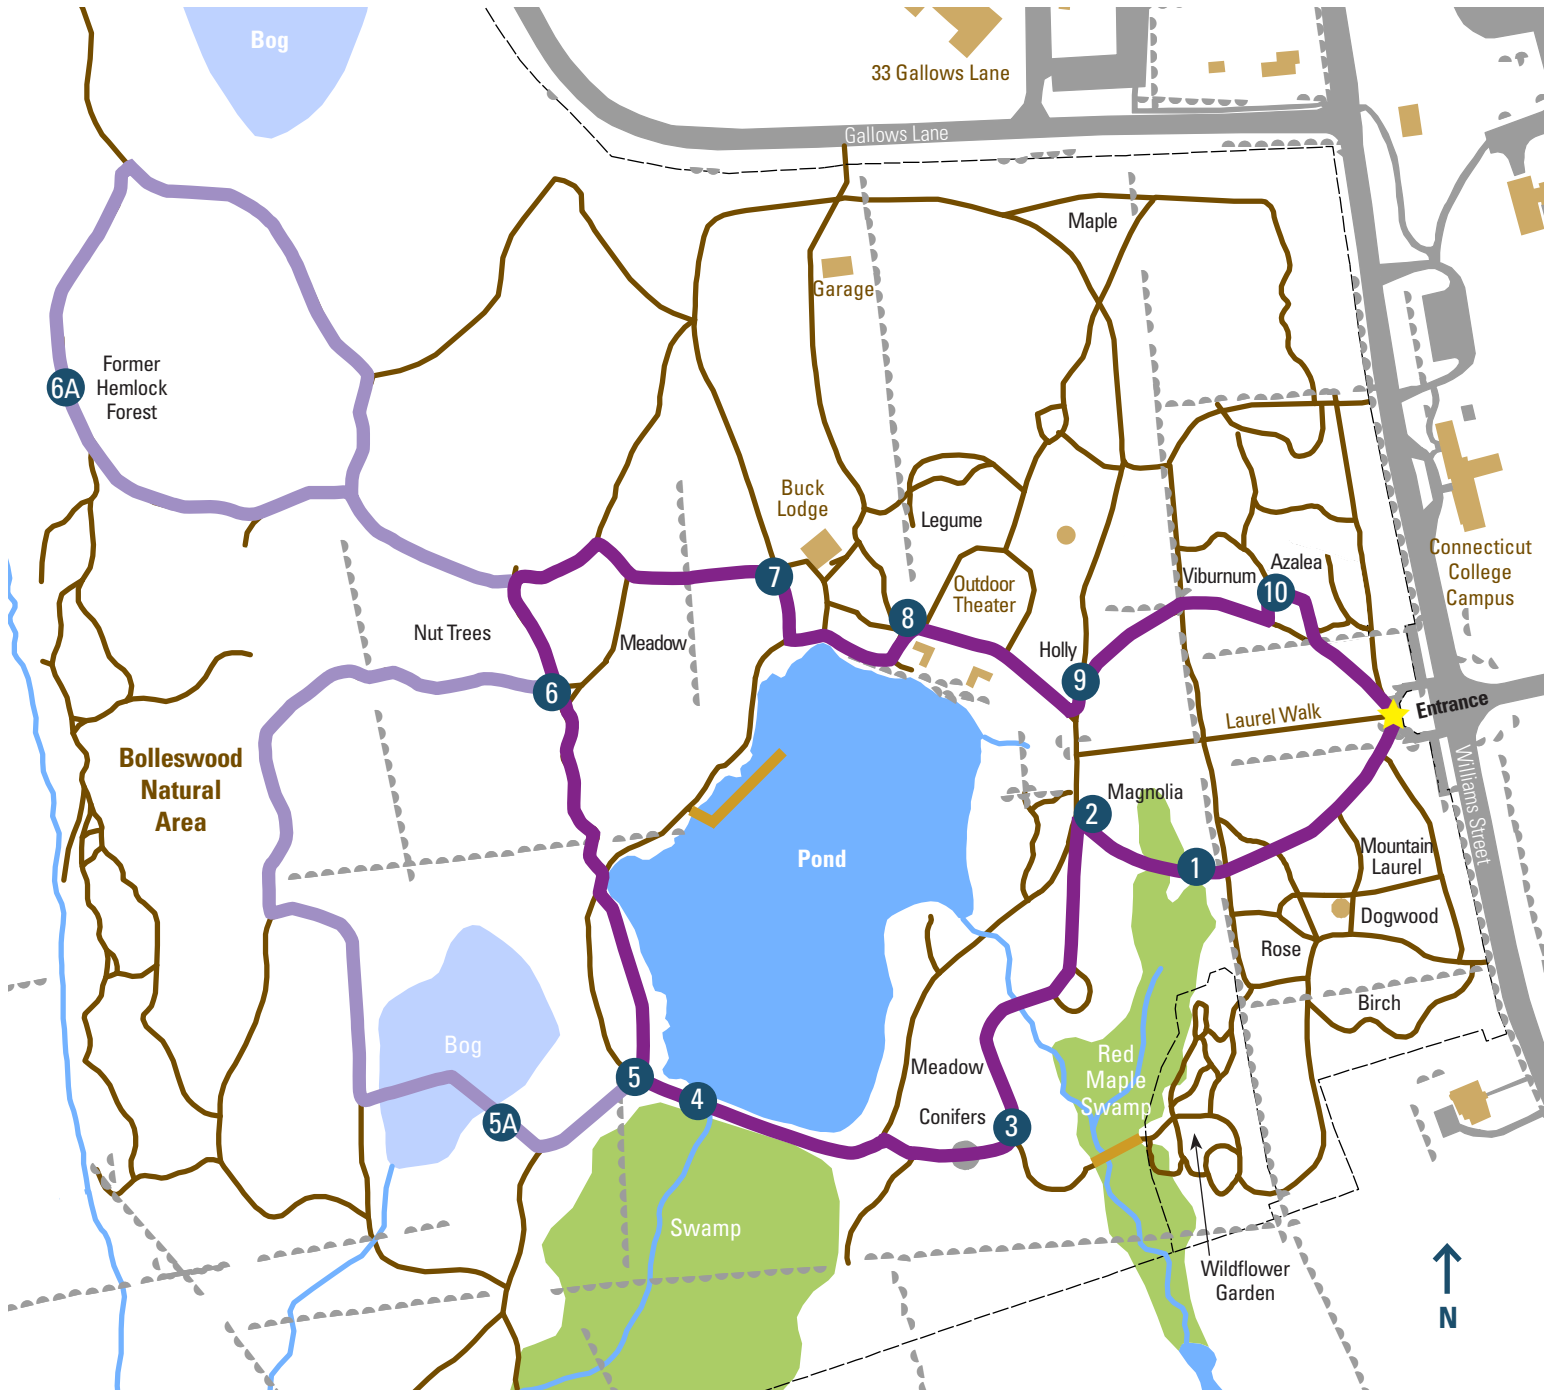 Bog
33 Gallows Lane
Gallows Lane
Maple
Garage
6A
Former
Hemlock
Forest
Buck
Lodge
Legume
Connecticut
College
Campus
Viburnum
Azalea
7
Outdoor
Theater
10
8
Nut Trees
Meadow
Holly
9
6
Laurel Walk
Entrance
Bolleswood
Natural
Area
Williams Street
Magnolia
2
Pond
1
Mountain
Laurel
Dogwood
Rose
Birch
Bog
Red
Maple
Swamp
Meadow
5
4
Conifers
3
5A
Swamp
Wildflower
Garden
N